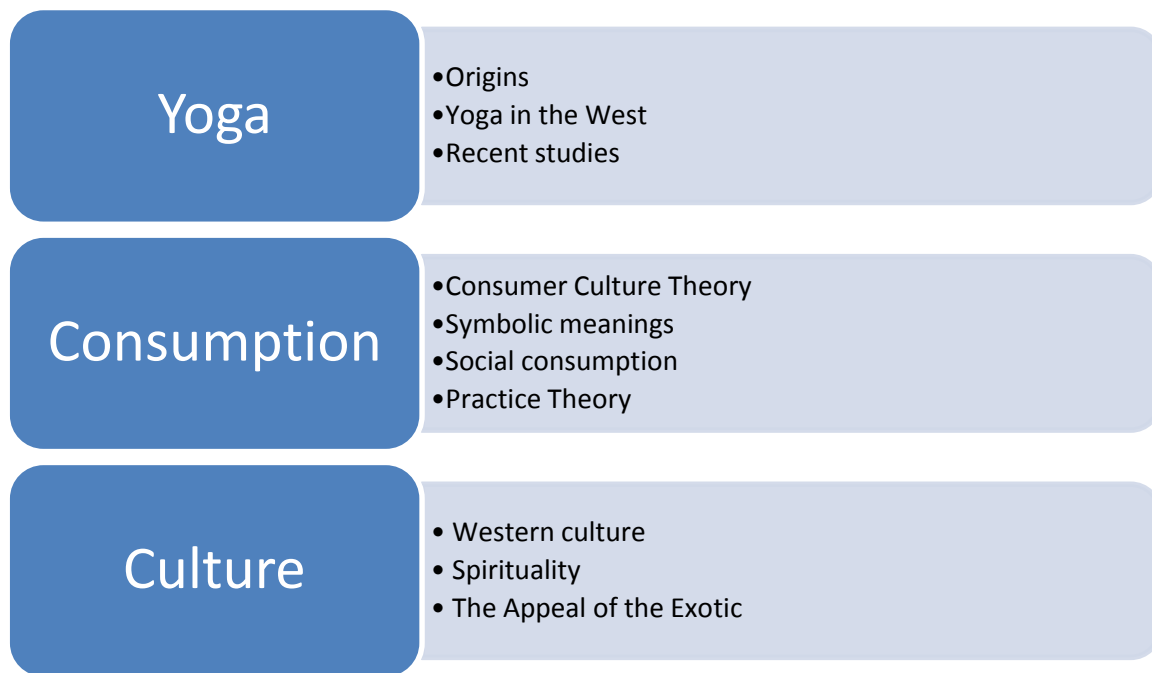 Yoga
•Origins
•Yoga in the West
•Recent studies
Consumption
•Consumer Culture Theory
•Symbolic meanings
•Social consumption
•Practice Theory
Culture
• Western culture
• Spirituality
• The Appeal of the Exotic